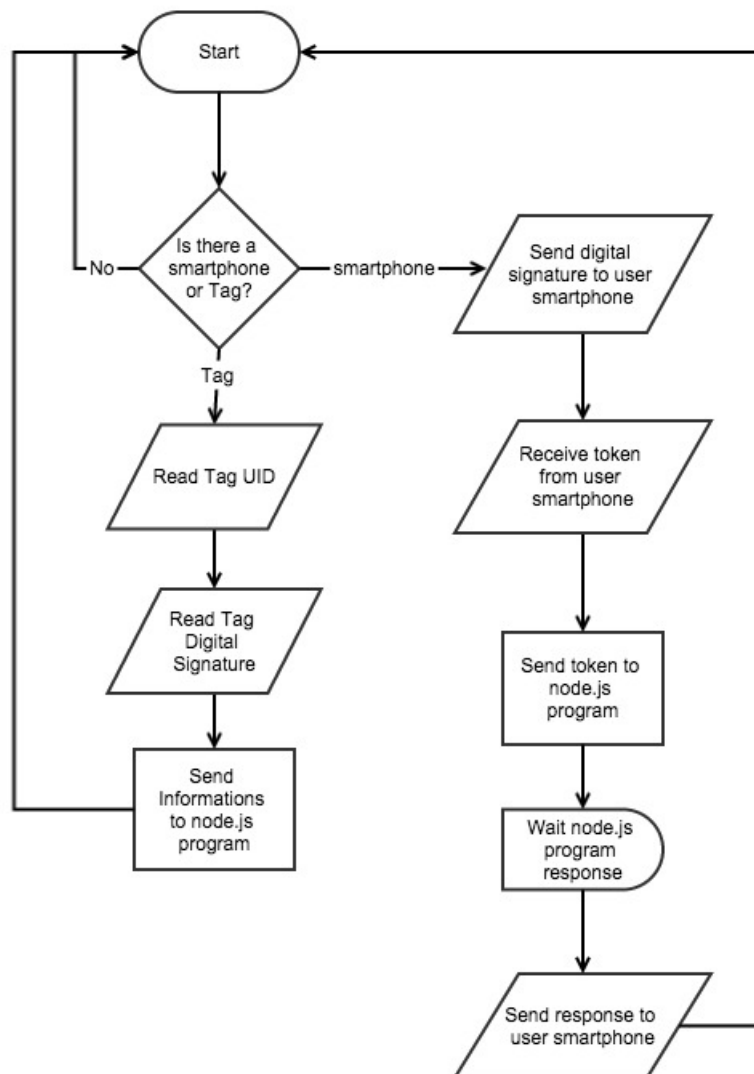 Start
Is there a
smartphone
or Tag?
No
smartphone
Tag
Send digital
signature to user
smartphone
Read Tag UID
Receive token
from user
smartphone
Read Tag
Digital
Signature
Send token to
node.js
program
Send
Informations
to node.js
program
Wait node.js
program
response
Send response to
user smartphone